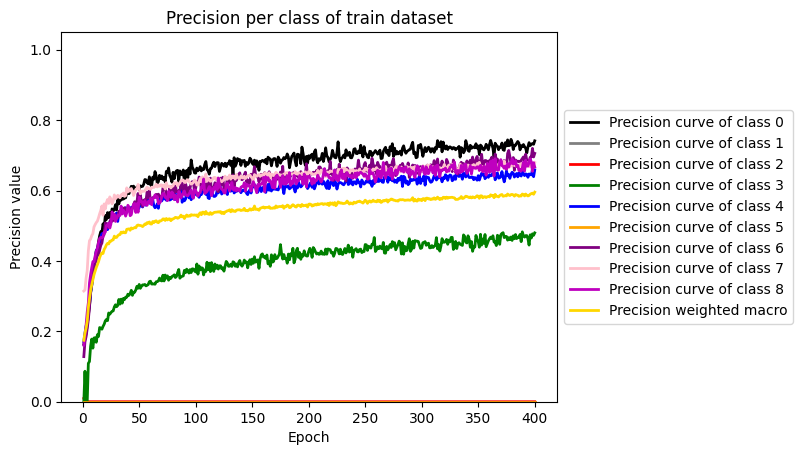 Precision per class of train dataset
Precision value
1.0
0.8
0.6
0.4
0.2
0.0
0
50
100
150
200
250
300
350
400
Epoch
Precision curve of class 0
Precision curve of class 1
Precision curve of class 2
Precision curve of class 3
Precision curve of class 4
Precision curve of class 5
Precision curve of class 6
Precision curve of class 7
Precision curve of class 8
Precision weighted macro